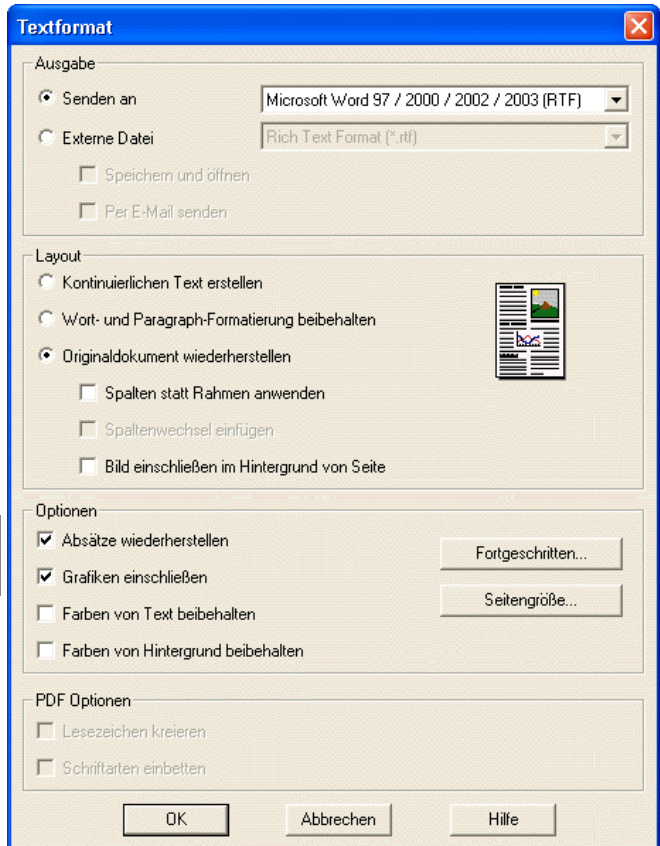 Textformat
Ausgabe
Senden an
Microsoft Word 97 / 2000 / 2002 / 2003 (RTF)
Externe Datei
Rich Text Format (*.rtf)
Speichern und öffnen
Per E-Mail senden
Layout
Kontinuierlichen Text erstellen
Wort- und Paragraph-Formatierung beibehalten
Originaldokument wiederherstellen
Spalten statt Rahmen anwenden
Spaltenwechsel einfügen
Bild einschließen im Hintergrund von Seite
Optionen
Absätze wiederherstellen
Fortgeschritten...
Grafiken einschließen
Seitengröße...
Farben von Text beibehalten
Farben von Hintergrund beibehalten
PDF Optionen
Lesezeichen kreieren
Schriftarten einbetten
OK Abbrechen Hilfe